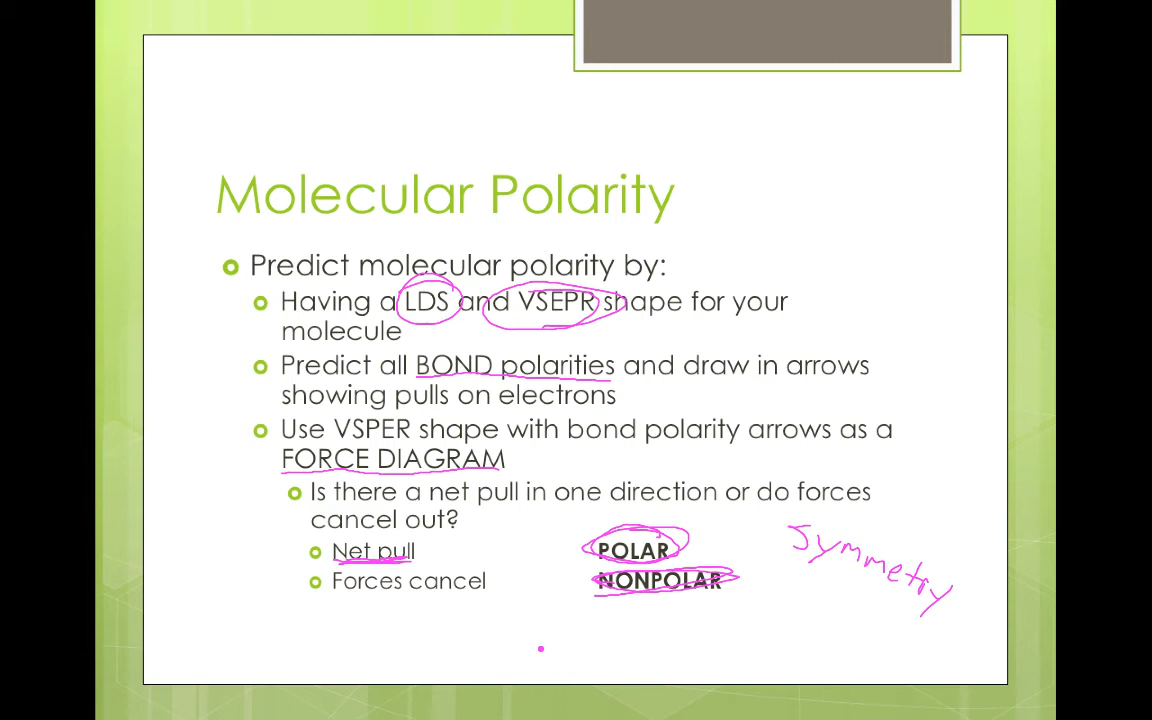 Molecular Polarity
Predict molecular polarity by:
Having a LDS and VSEPR shape for your
molecule
Predict all BOND polarities and draw in arrows
showing pulls on electrons
Use VSPER shape with bond polarity arrows as a
FORCE DIAGRAM
Is there a net pull in one direction or do forces
cancel out?
Net pull POLAR
Forces cancel NONPOLAR
Symmetry